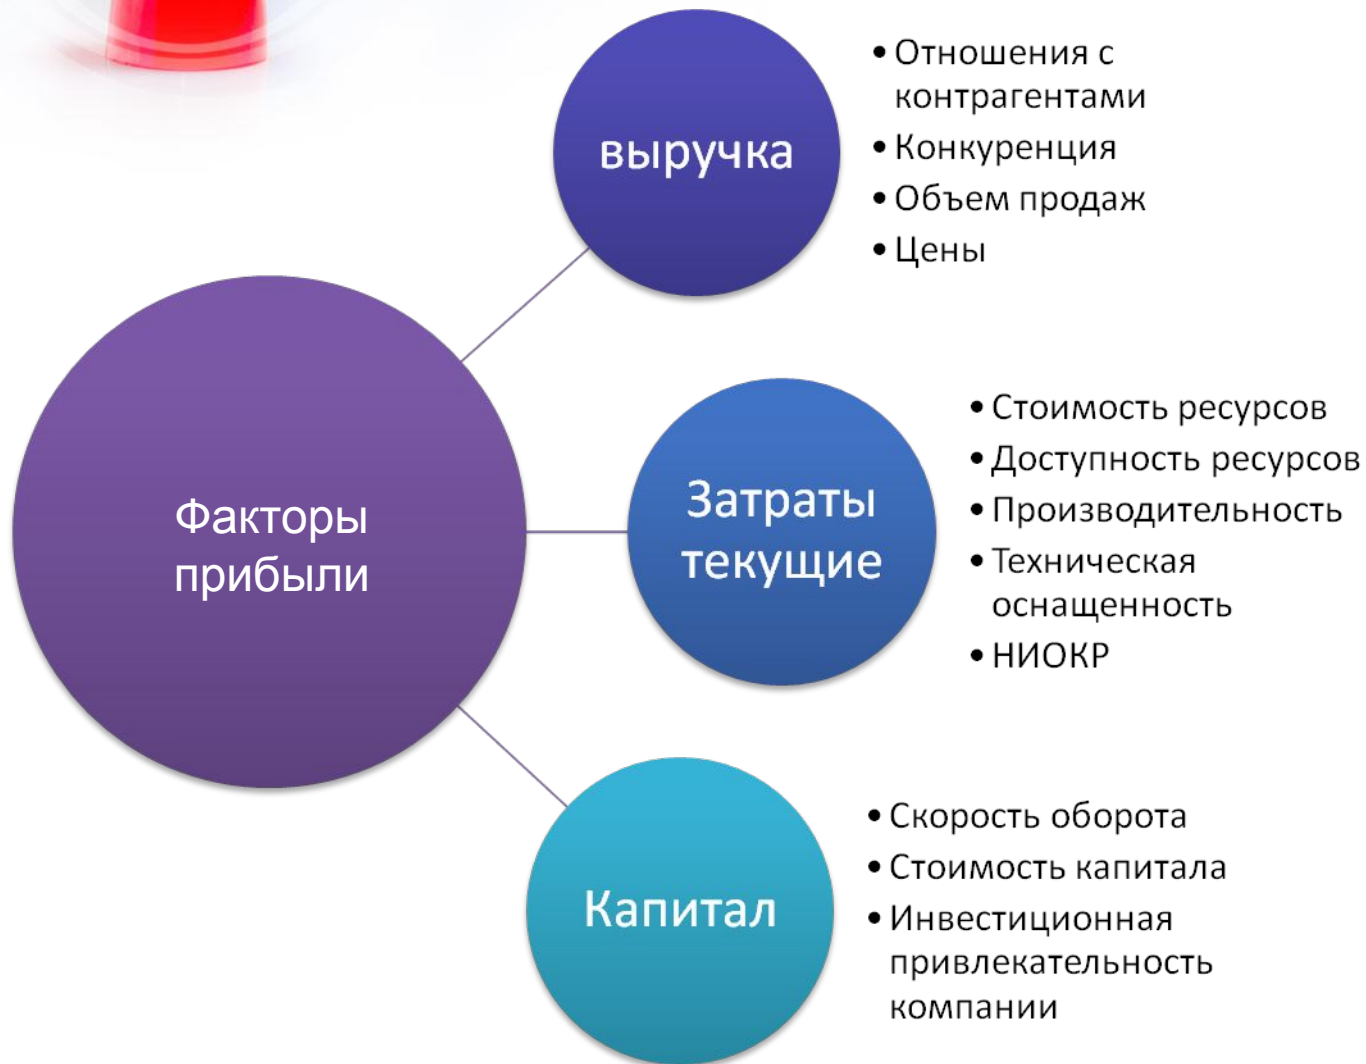 выручка
• Отношения с
контрагентами
• Конкуренция
• Объем продаж
• Цены
Факторы
прибыли
Затраты
текущие
• Стоимость ресурсов
• Доступность ресурсов
• Производительность
• Техническая
оснащенность
• НИОКР
Капитал
• Скорость оборота
• Стоимость капитала
• Инвестиционная
привлекательность
компании